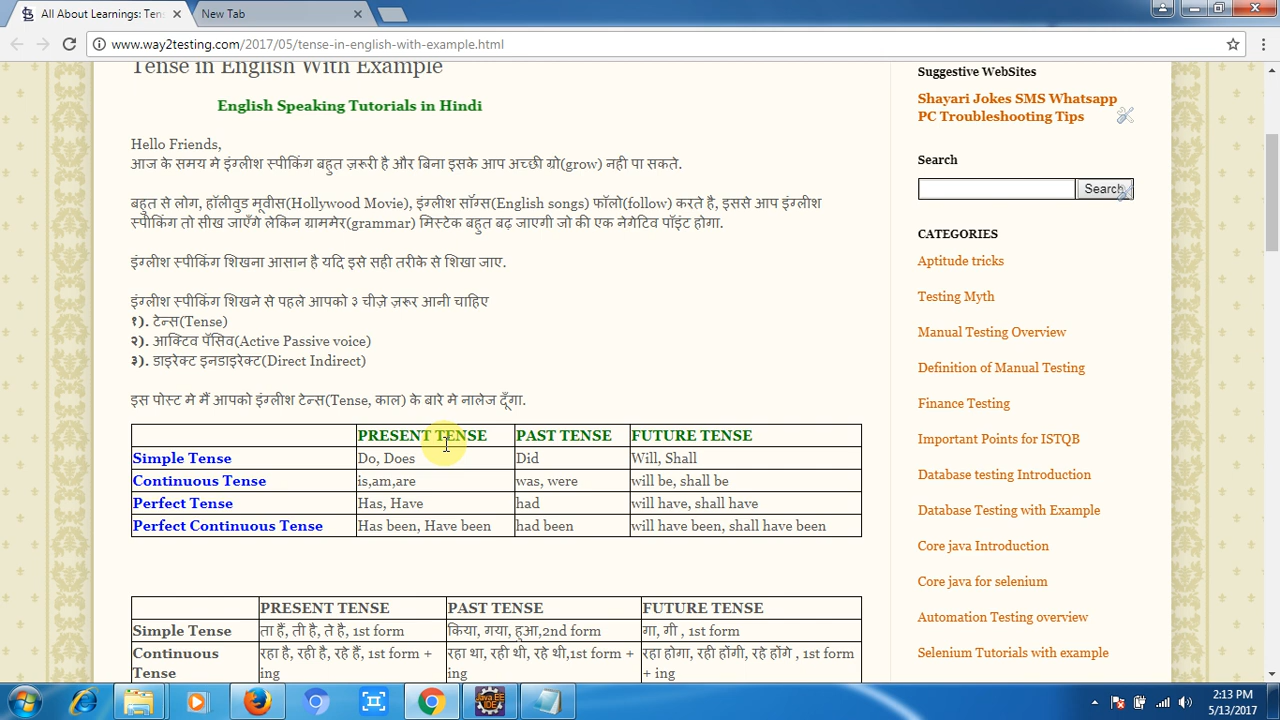 All About Learnings: Tens
New Tab
www.way2testing.com/2017/05/tense-in-english-with-example.html
Tense in English With Example
English Speaking Tutorials in Hindi
Hello Friends,
आज के समय मे इंग्लीश स्पीकिंग बहुत ज़रूरी है और बिना इसके आप अच्छी ग्रो(grow) नही पा सकते.
बहुत से लोग, हॉलीवुड मूवीस(Hollywood Movie), इंग्लीश सॉंग्स(English songs) फॉलो(follow) करते है, इससे आप इंग्लीश
स्पीकिंग तो सीख जाएँगे लेकिन ग्राममेर(grammar) मिस्टेक बहुत बढ़ जाएगी जो की एक नेगेटिव पॉइंट होगा.
इंग्लीश स्पीकिंग शिखना आसान है यदि इसे सही तरीके से शिखा जाए.
इंग्लीश स्पीकिंग शिखने से पहले आपको ३ चीज़े ज़रूर आनी चाहिए
१). टेन्स(Tense)
२). आक्टिव पॅसिव(Active Passive voice)
३). डाइरेक्ट इनडाइरेक्ट(Direct Indirect)
इस पोस्ट मे मैं आपको इंग्लीश टेन्स(Tense, काल) के बारे मे नालेज दूँगा.
PRESENT TENSE PAST TENSE FUTURE TENSE
Simple Tense Do, Does Did Will, Shall
Continuous Tense is,am,are was, were will be, shall be
Perfect Tense Has, Have had will have, shall have
Perfect Continuous Tense Has been, Have been had been will have been, shall have been
PRESENT TENSE PAST TENSE FUTURE TENSE
Simple Tense ता हैं, ती है, ते है, 1st form किया, गया, हुआ,2nd form गा, गी , 1st form
Continuous रहा है, रही है, रहे हैं, 1st form + रहा था, रही थी, रहे थी,1st form + रहा होगा, रही होंगी, रहे होंगे , 1st form
Tense ing ing + ing
Suggestive WebSites
Shayari Jokes SMS Whatsapp
PC Troubleshooting Tips
Search
Search
CATEGORIES
Aptitude tricks
Testing Myth
Manual Testing Overview
Definition of Manual Testing
Finance Testing
Important Points for ISTQB
Database testing Introduction
Database Testing with Example
Core java Introduction
Core java for selenium
Automation Testing overview
Selenium Tutorials with example
Java EE
IDE
2:13 PM
5/13/2017